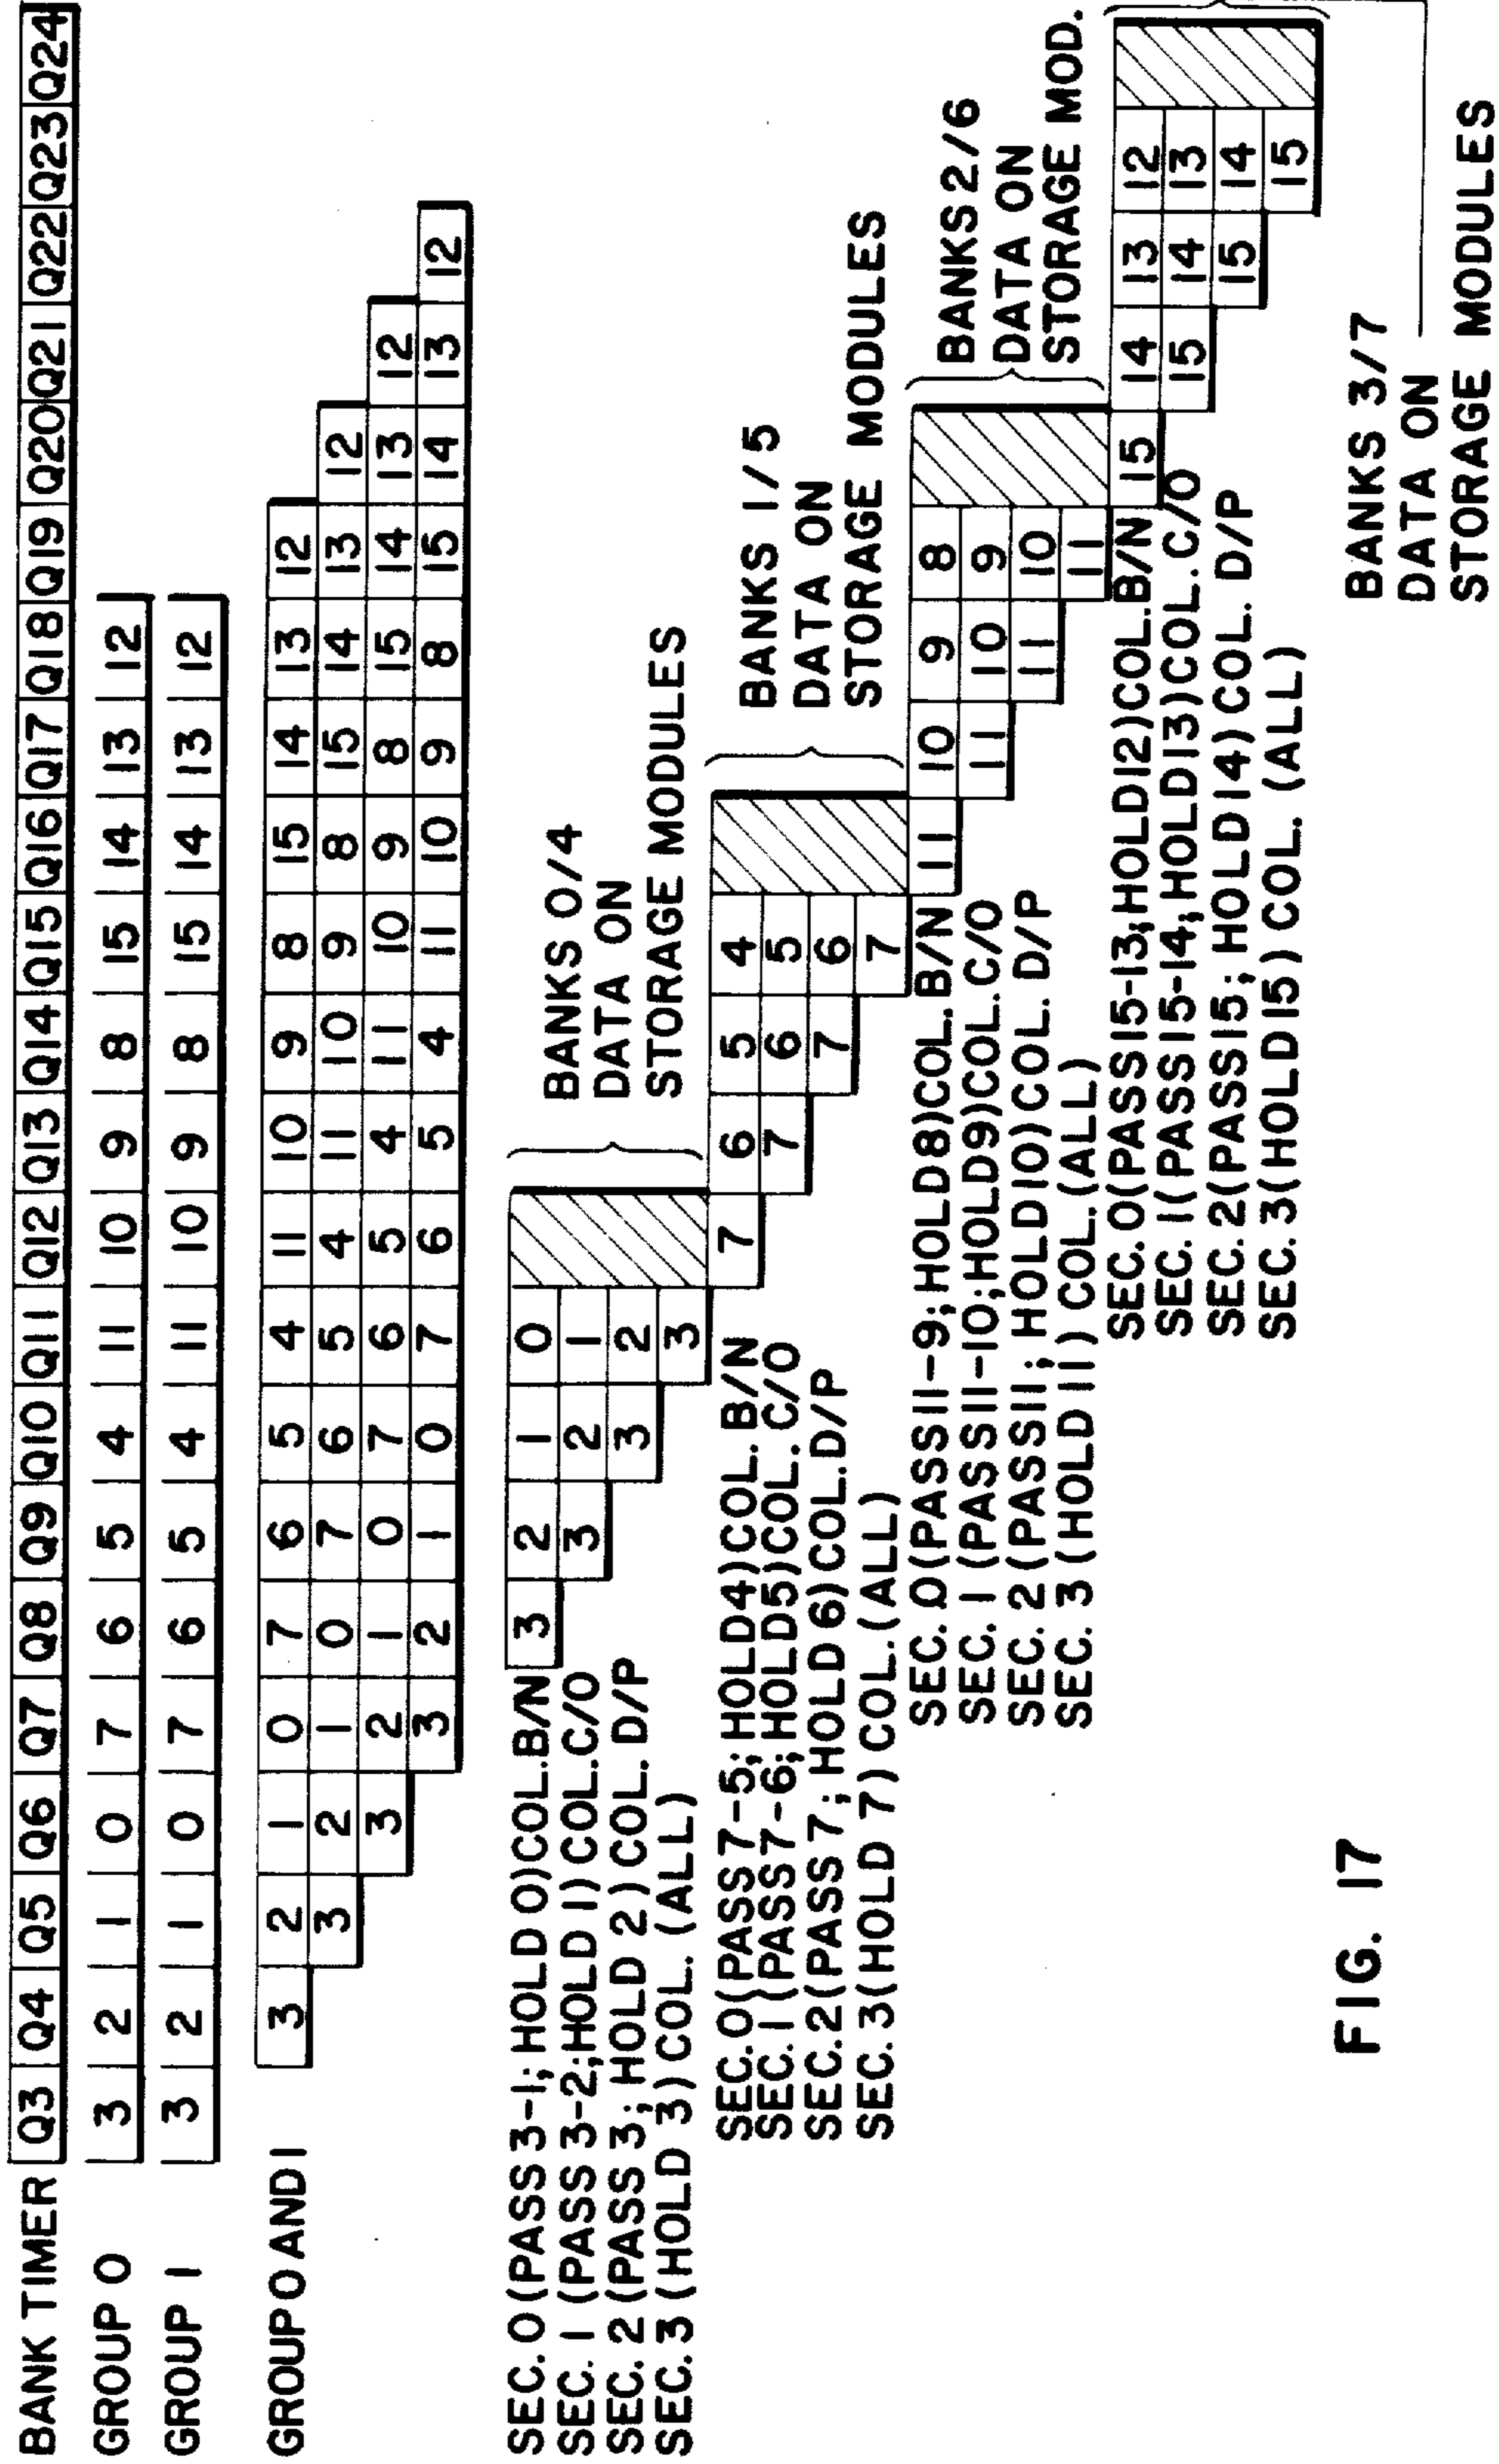 BANK TIMER Q3 Q4 Q5 Q6 Q7 Q8 Q9 Q10 Q11 Q12 Q13 Q14 Q15 Q16 Q17 Q18 Q19 Q20 Q21 Q22 Q23 Q24
GROUP 0 3 2 1 0 7 6 5 4 11 10 9 8 15 14 13 12
GROUP 1 3 2 1 0 7 6 5 4 11 10 9 8 15 14 13 12
GROUP 0 AND 1 3 2 1 0 7 6 5 4 11 10 9 8 15 14 13 12
3 2 1 0 7 6 5 4 11 10 9 8 15 14 13 12
3 2 1 0 7 6 5 4 11 10 9 8 15 14 13 12
3 2 1 0 7 6 5 4 11 10 9 8 15 14 13 12
SEC. 0 (PASS 3-1; HOLD 0) COL. B/N 3 2 1 0
SEC. 1 (PASS 3-2; HOLD 1) COL. C/O 3 2 1
SEC. 2 (PASS 3; HOLD 2) COL. D/P 3 2
SEC. 3 (HOLD 3) COL. (ALL) 3
BANKS 0/4
DATA ON
STORAGE MODULES
SEC. 0 (PASS 7-5; HOLD 4) COL. B/N 7 6 5 4
SEC. 1 (PASS 7-6; HOLD 5) COL. C/O 7 6 5
SEC. 2 (PASS 7; HOLD 6) COL. D/P 7 6
SEC. 3 (HOLD 7) COL. (ALL) 7
BANKS 1/5
DATA ON
STORAGE MODULES
SEC. 0 (PASS 11-9; HOLD 8) COL. B/N 11 10 9 8
SEC. 1 (PASS 11-10; HOLD 9) COL. C/O 11 10 9
SEC. 2 (PASS 11; HOLD 10) COL. D/P 11 10
SEC. 3 (HOLD 11) COL. (ALL) 11
BANKS 2/6
DATA ON
STORAGE MOD.
SEC. 0 (PASS 15-13; HOLD 12) COL. B/N 15 14 13 12
SEC. 1 (PASS 15-14; HOLD 13) COL. C/O 15 14 13
SEC. 2 (PASS 15; HOLD 14) COL. D/P 15 14
SEC. 3 (HOLD 15) COL. (ALL) 15
BANKS 3/7
DATA ON
STORAGE MODULES
FIG. 17